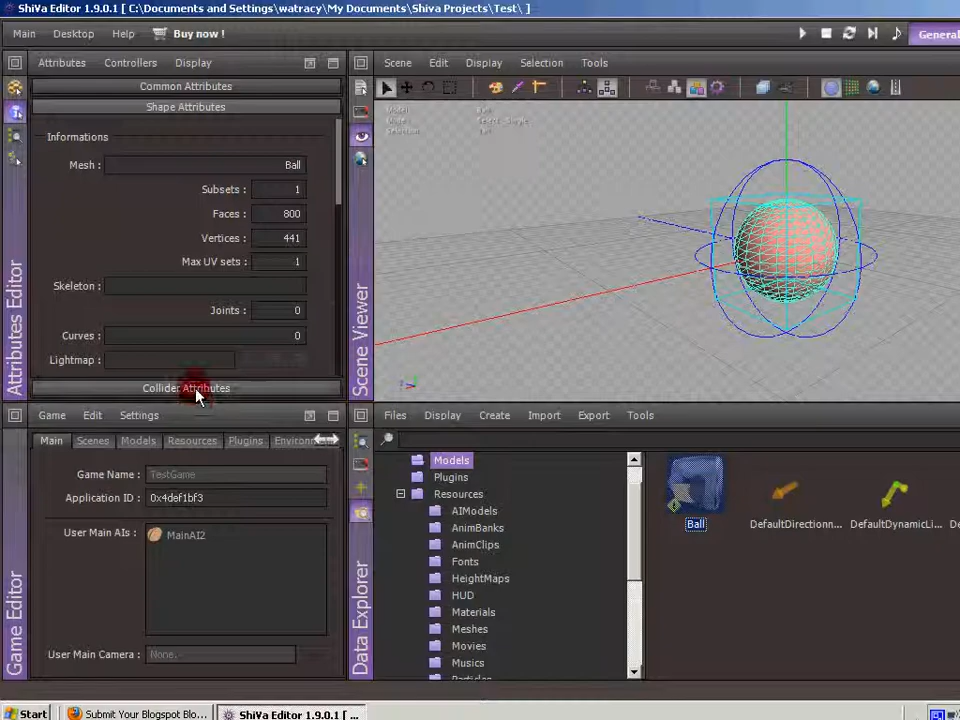 ShiVa Editor 1.9.0.1 [ C:\Documents and Settings\watracy\My Documents\Shiva Projects\Test\ ]
Main Desktop Help Buy now ! General
Attributes Controllers Display
Scene Edit Display Selection Tools
Common Attributes
Shape Attributes
Informations
Mesh : Ball
Subsets : 1
Faces : 800
Vertices : 441
Max UV sets : 1
Skeleton :
Joints : 0
Curves : 0
Lightmap :
Collider Attributes
Attributes Editor
Scene Viewer
Game Edit Settings
Main Scenes Models Resources Plugins
Game Name : TestGame
Application ID : 0x4def1bf3
User Main AIs : MainAI2
User Main Camera : None.
Game Editor
Files Display Create Import Export Tools
Models
Plugins
Resources
AIModels
AnimBanks
AnimClips
Fonts
HeightMaps
HUD
Materials
Meshes
Movies
Musics
Data Explorer
Ball DefaultDirectionn... DefaultDynamicLi...
Start Submit Your Blogspot Blo... ShiVa Editor 1.9.0.1 [ ...